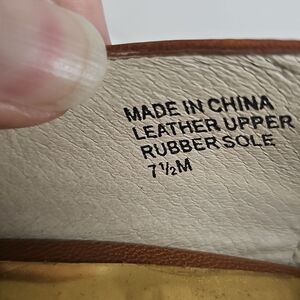 MADE IN CHINA
LEATHER UPPER
RUBBER SOLE
7½M